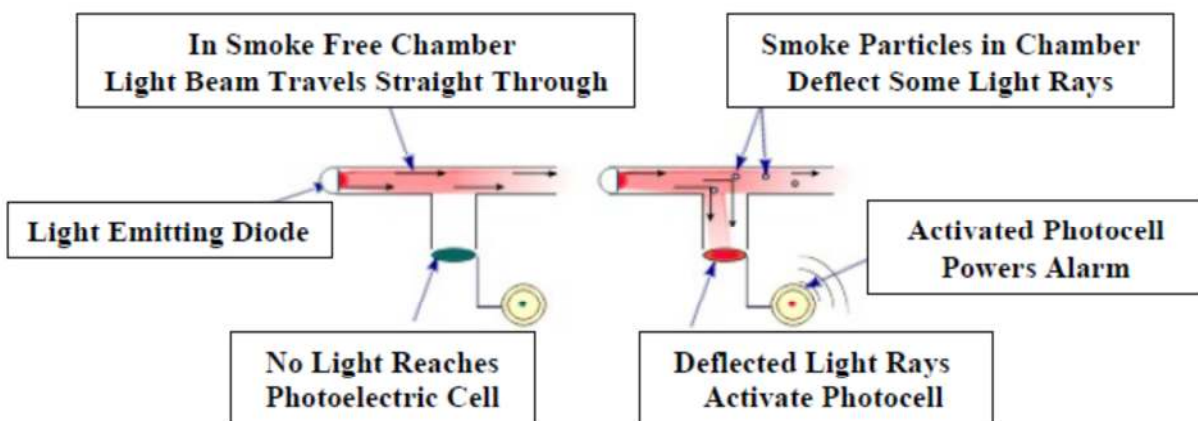 In Smoke Free Chamber
Light Beam Travels Straight Through
Smoke Particles in Chamber
Deflect Some Light Rays
Light Emitting Diode
Activated Photocell
Powers Alarm
No Light Reaches
Photoelectric Cell
Deflected Light Rays
Activate Photocell